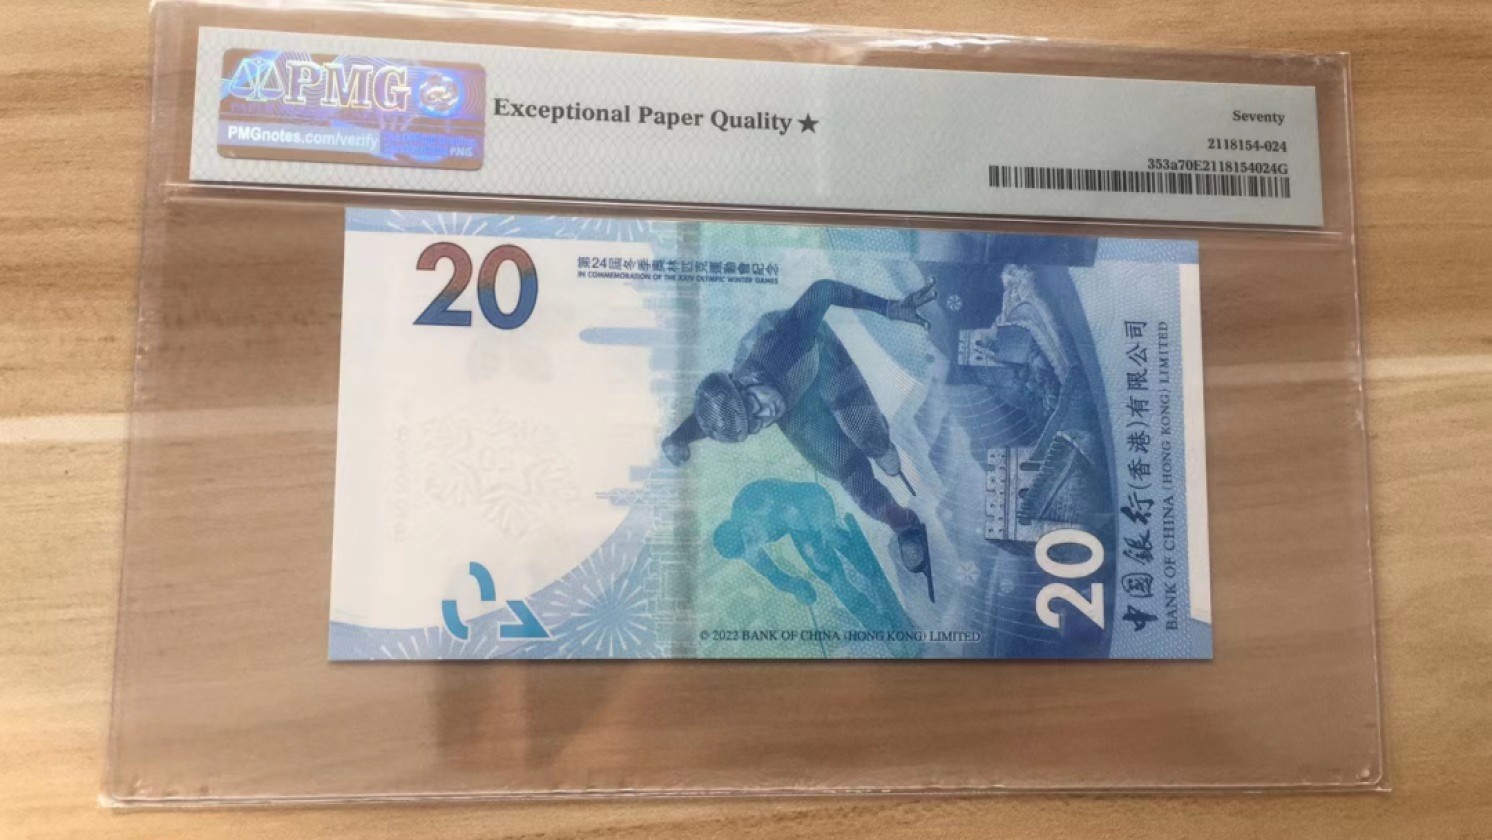 PMG
PMGnotes.com/verify
PNG
Exceptional Paper Quality ★
Seventy
2118154-024
353a70E2118154024G
20
第24屆冬季奧林匹克運動會紀念
IN COMMEMORATION OF THE XXIV OLYMPIC WINTER GAMES
中国銀行(香港)有限公司
BANK OF CHINA (HONG KONG) LIMITED
20
© 2022 BANK OF CHINA (HONG KONG) LIMITED